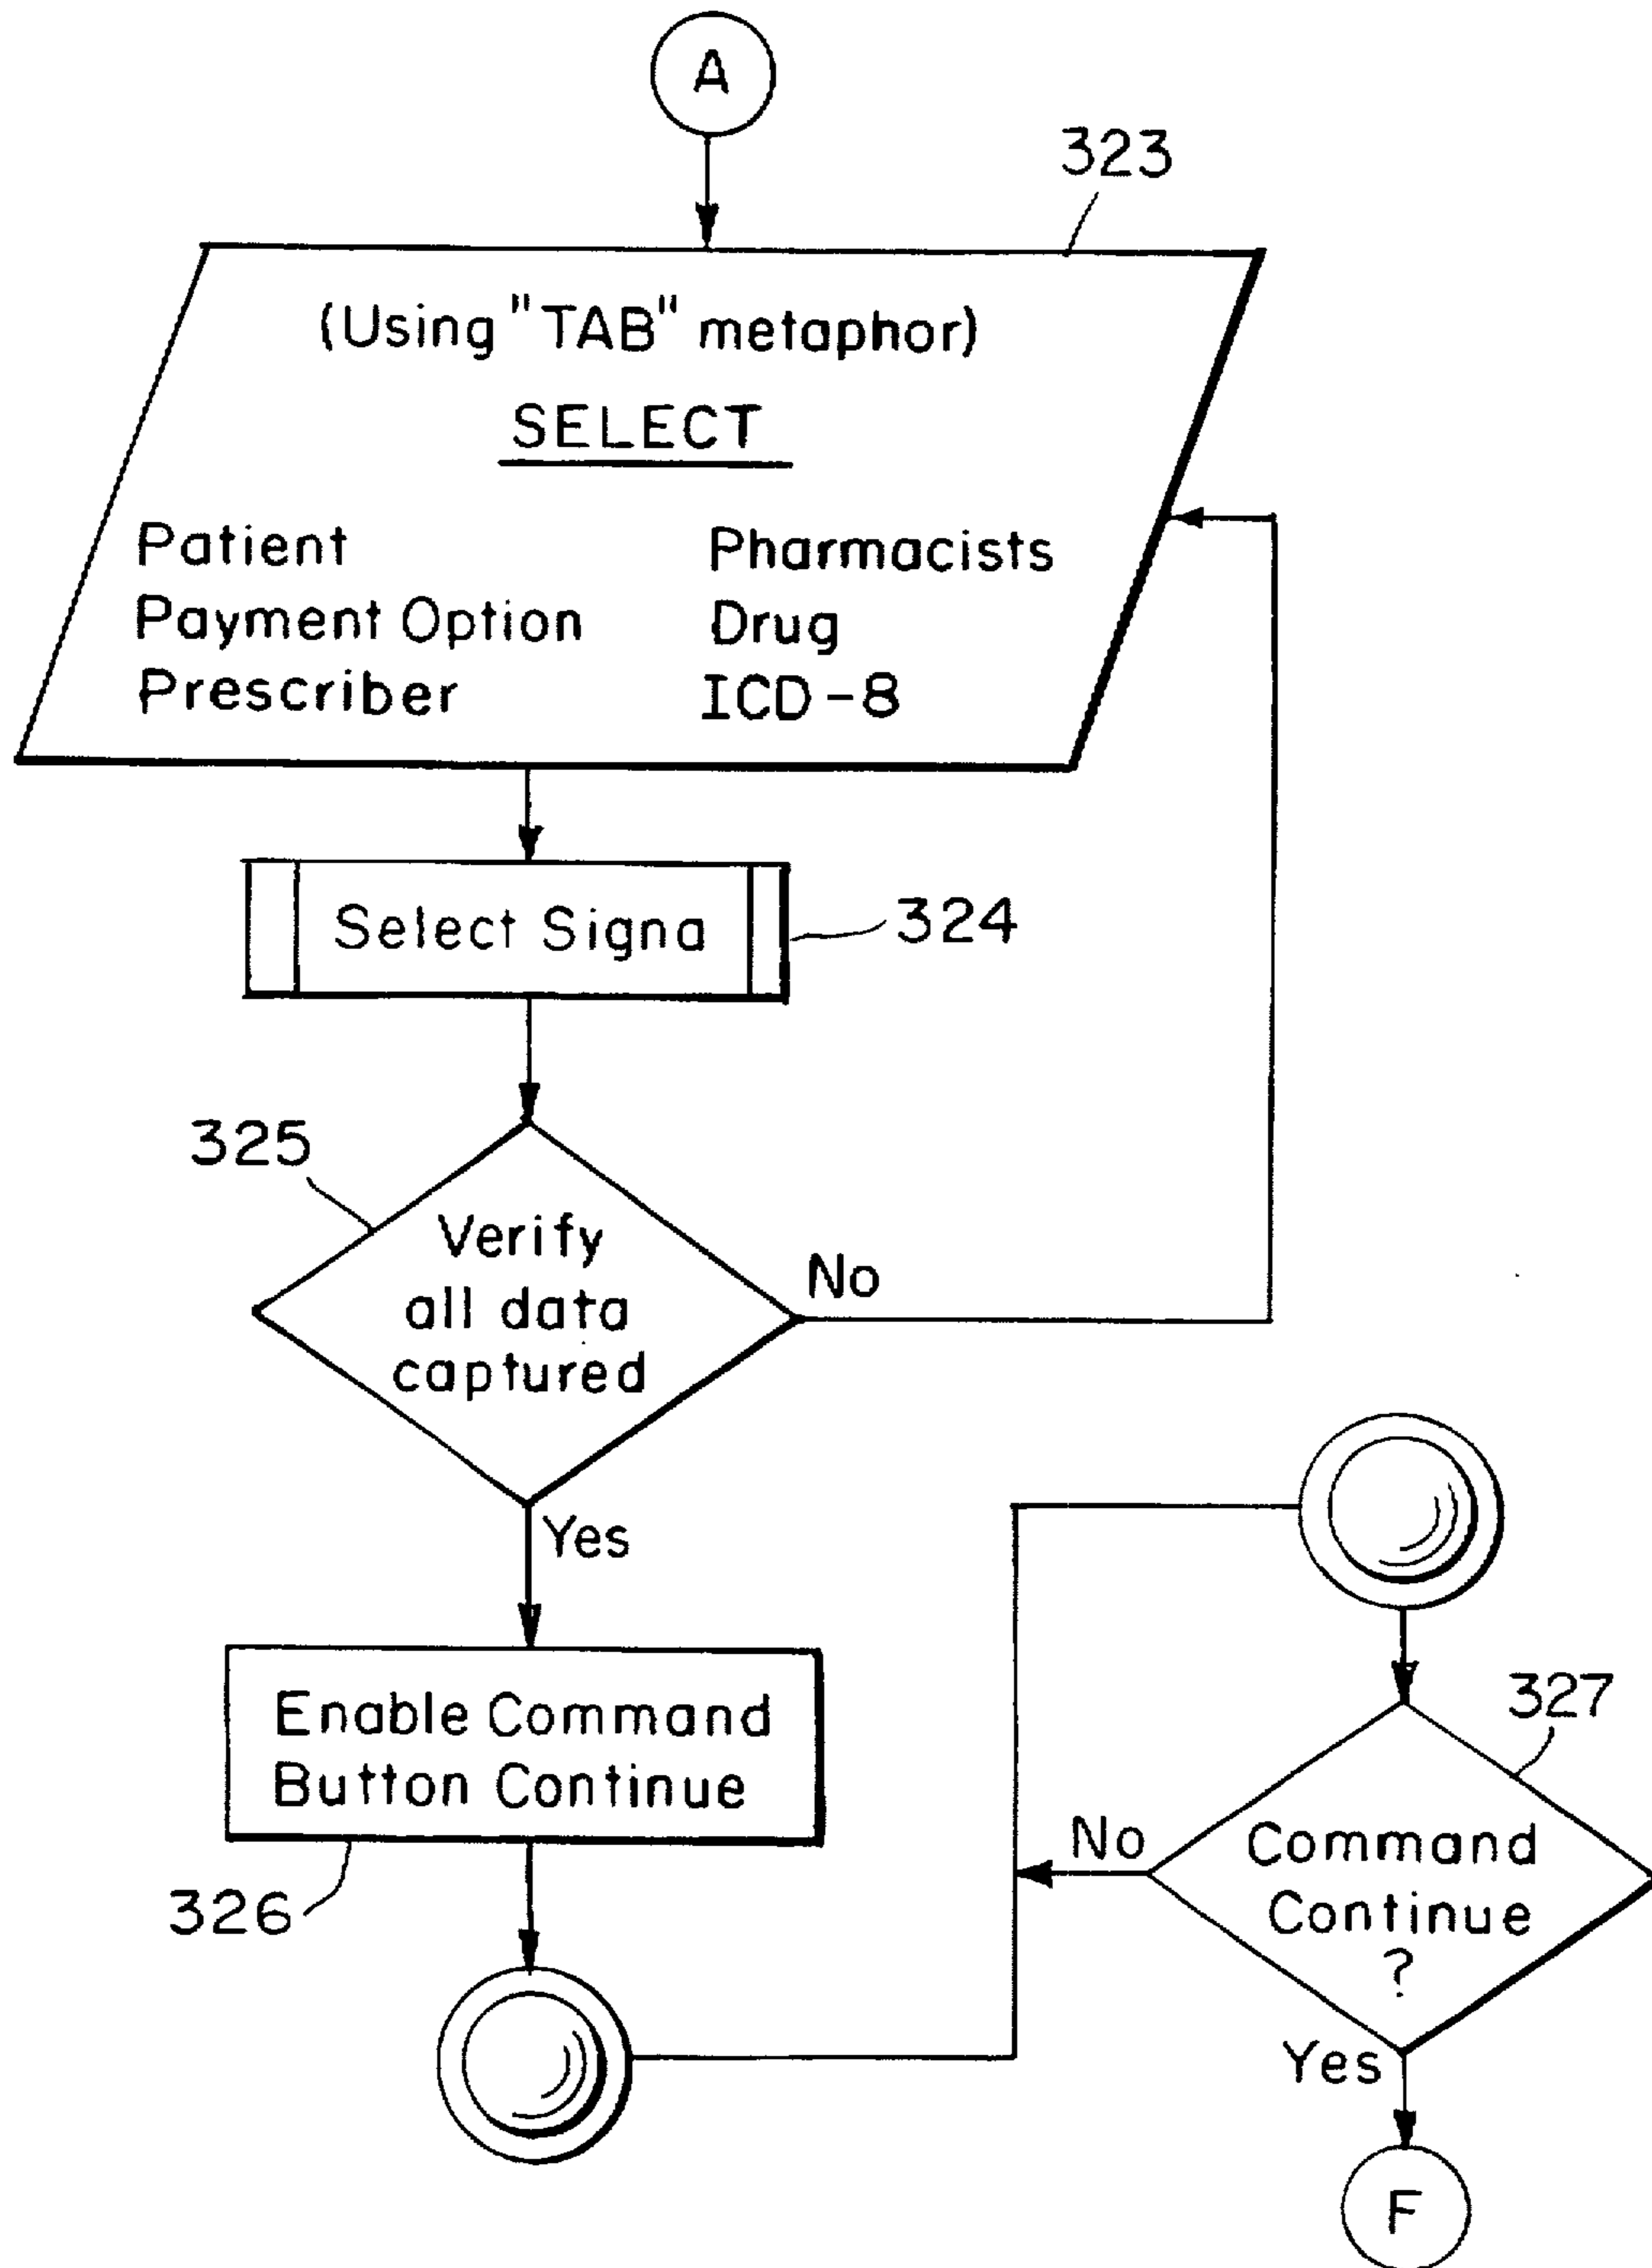 A
323
(Using "TAB" metaphor)
SELECT
Patient Pharmacists
Payment Option Drug
Prescriber ICD-8
Select Signa
324
325
Verify
all data
captured
No
Yes
Enable Command
Button Continue
326
327
Command
Continue
?
No
Yes
F